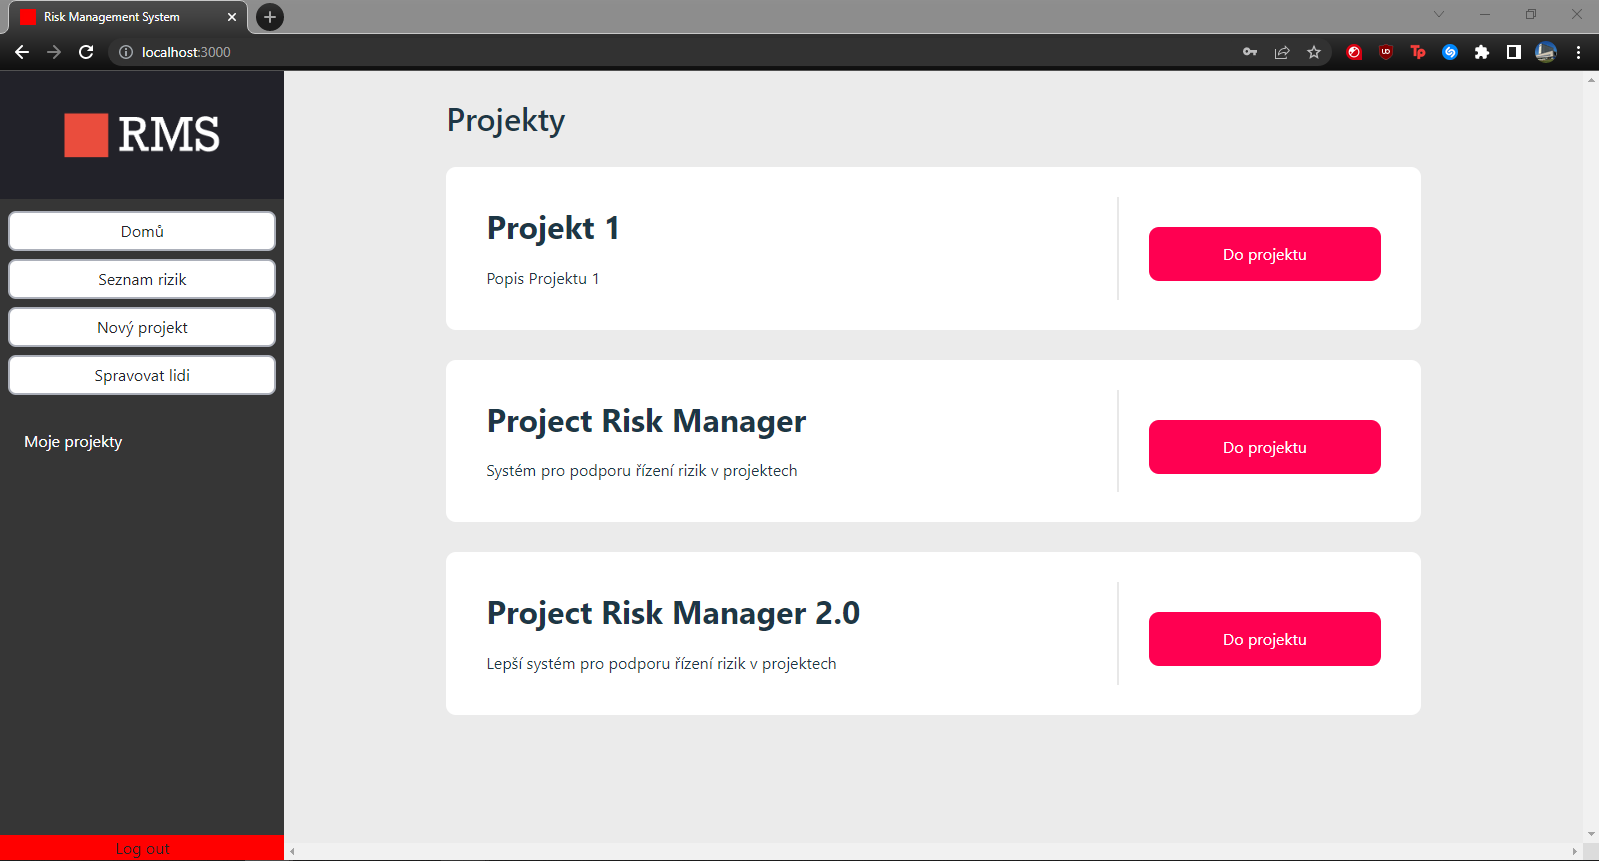 Risk Management System
localhost:3000
RMS
Domů
Seznam rizik
Nový projekt
Spravovat lidi
Moje projekty
Log out
Projekty
Projekt 1
Popis Projektu 1
Do projektu
Project Risk Manager
Systém pro podporu řízení rizik v projektech
Do projektu
Project Risk Manager 2.0
Lepší systém pro podporu řízení rizik v projektech
Do projektu